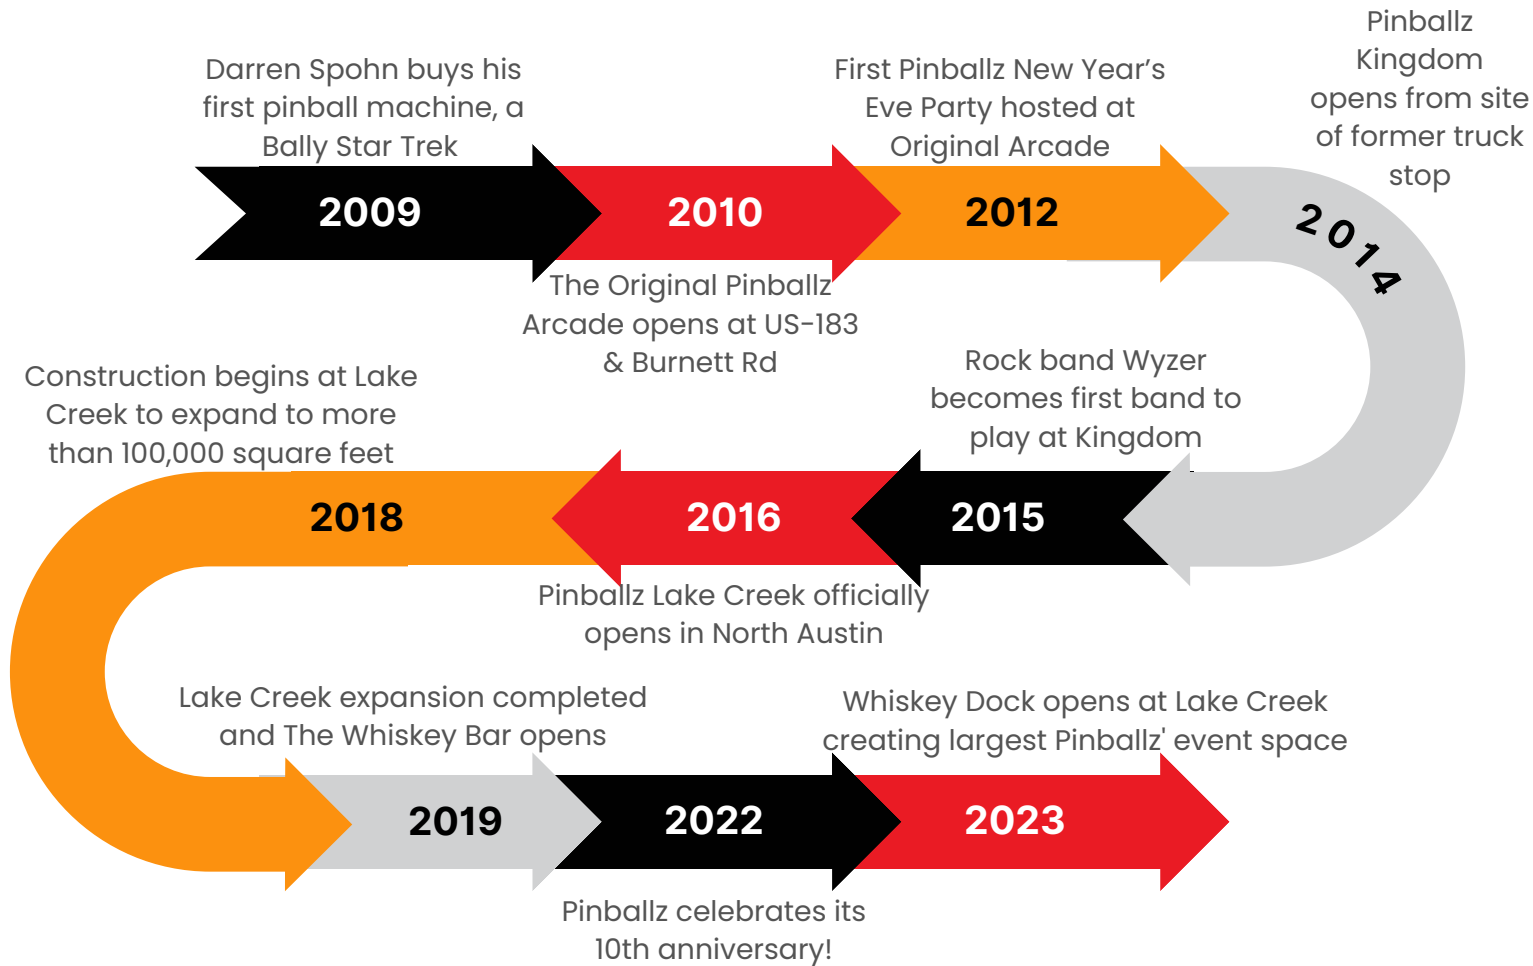 Darren Spohn buys his
first pinball machine, a
Bally Star Trek
2009
2010
The Original Pinballz
Arcade opens at US-183
& Burnett Rd
First Pinballz New Year’s
Eve Party hosted at
Original Arcade
2012
Pinballz
Kingdom
opens from site
of former truck
stop
2014
Rock band Wyzer
becomes first band to
play at Kingdom
2015
2016
Pinballz Lake Creek officially
opens in North Austin
Construction begins at Lake
Creek to expand to more
than 100,000 square feet
2018
Lake Creek expansion completed
and The Whiskey Bar opens
2019
2022
Pinballz celebrates its
10th anniversary!
Whiskey Dock opens at Lake Creek
creating largest Pinballz' event space
2023